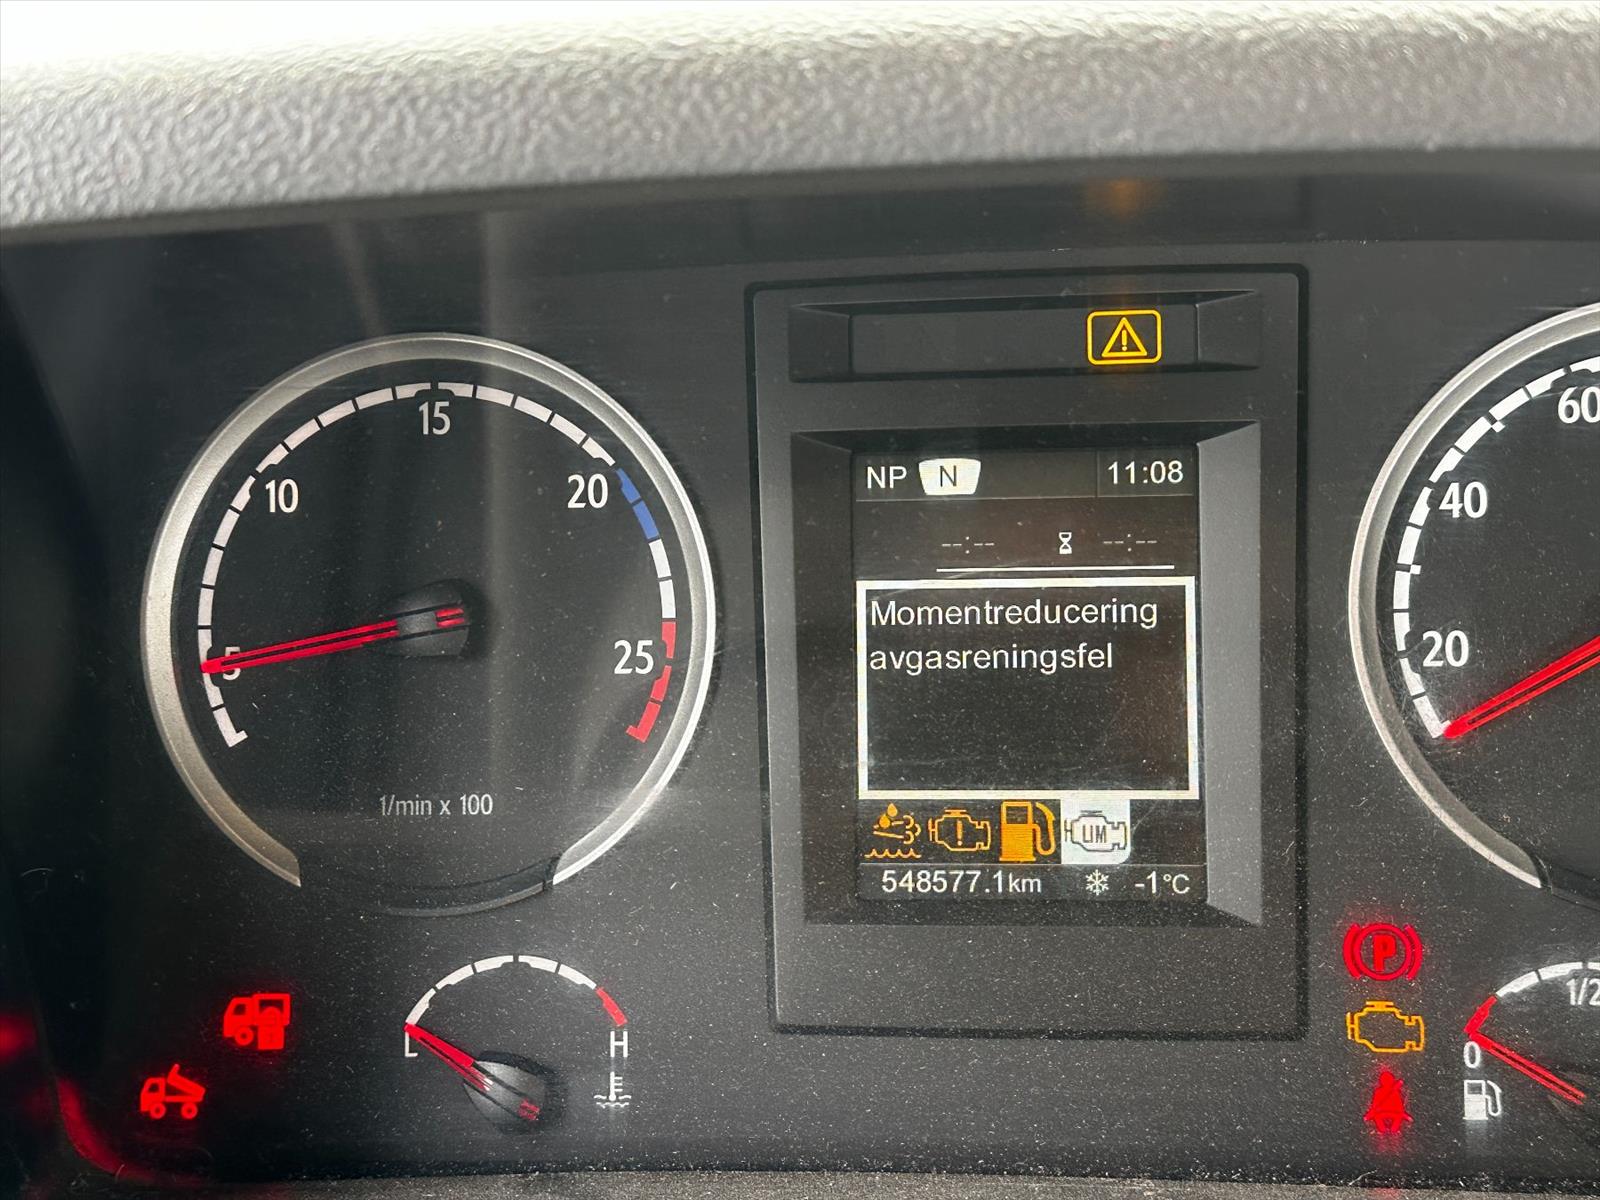 15
10
20
5
25
1/min x 100
L
H
NP N 11:08
--:-- --:--
Momentreducering
avgasreningsfel
LIM
548577.1km -1°C
60
40
20
P
1/2
0